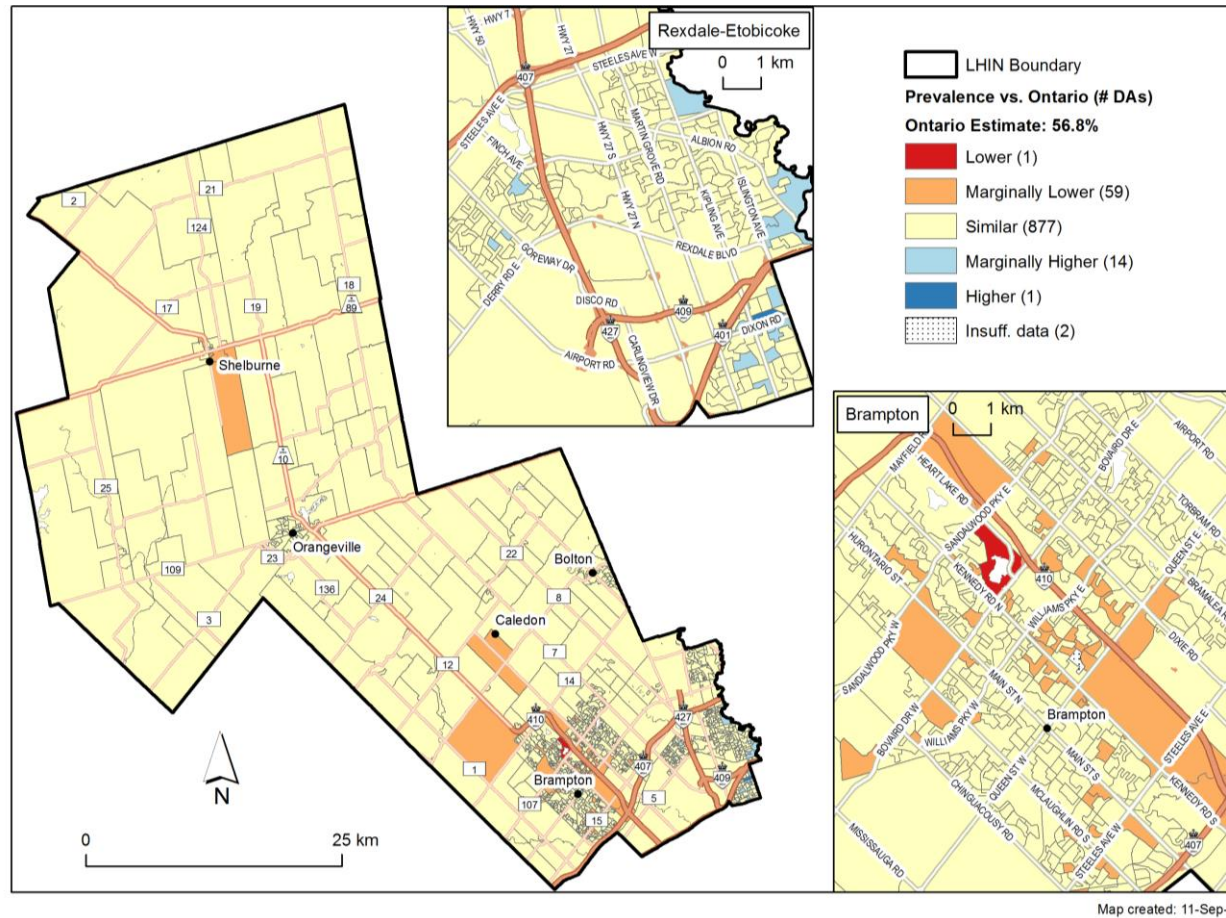 Rexdale-Etobicoke
0 1 km
HWY 7
HWY 50
HWY 27
STEELES AVE W
407
STEELES AVE E
FINCH AVE
HWY 27 S
MARTIN GROVE RD
ALBION RD
KIPLING AVE
ISLINGTON AVE
HWY 27 N
REXDALE BLVD
GOREWAY DR
DERRY RD E
DISCO RD
409
427
401
DIXON RD
AIRPORT RD
CARLINGVIEW DR
LHIN Boundary
Prevalence vs. Ontario (# DAs)
Ontario Estimate: 56.8%
Lower (1)
Marginally Lower (59)
Similar (877)
Marginally Higher (14)
Higher (1)
Insuff. data (2)
2
21
124
18
89
17
19
Shelburne
10
25
Orangeville
109
23
22
Bolton
136
24
8
3
Caledon
12
7
14
410
427
407
409
1
Brampton
107
15
5
N
0 25 km
Brampton
0 1 km
MAYFIELD R
HEART LAKE RD
BOVAIRD DR E
AIRPORT RD
SANDALWOOD PKY E
TORBRAM RD
HURONTARIO ST
KENNEDY RD N
QUEEN ST E
410
BRAMALEA R
WILLIAMS PKY E
DIXIE RD
SANDALWOOD PKY W
MAIN ST N
Brampton
BOVAIRD DR W
WILLIAMS PKY W
STEELES AVE E
QUEEN ST W
MAIN ST S
KENNEDY RD S
CHINGUACOUSY RD
MCLAUGHLIN RD S
STEELES AVE W
407
MISSISSAUGA RD
Map created: 11-Sep-